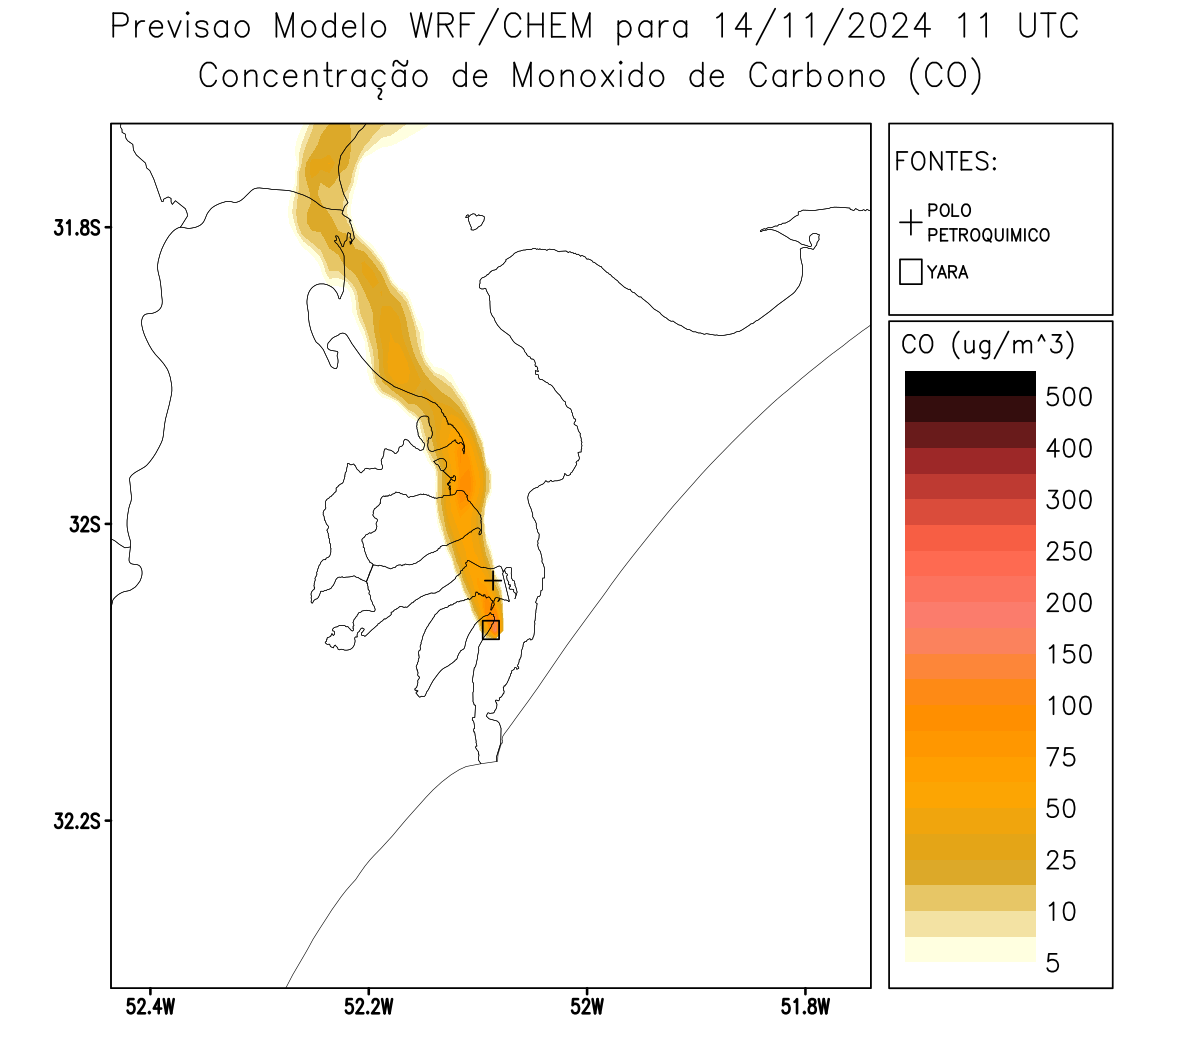 Previsao Modelo WRF/CHEM para 14/11/2024 11 UTC
Concentração de Monoxido de Carbono (CO)
FONTES:
POLO
PETROQUIMICO
YARA
CO (ug/m^3)
500
400
300
250
200
150
100
75
50
25
10
5
31.8S
32S
32.2S
52.4W
52.2W
52W
51.8W